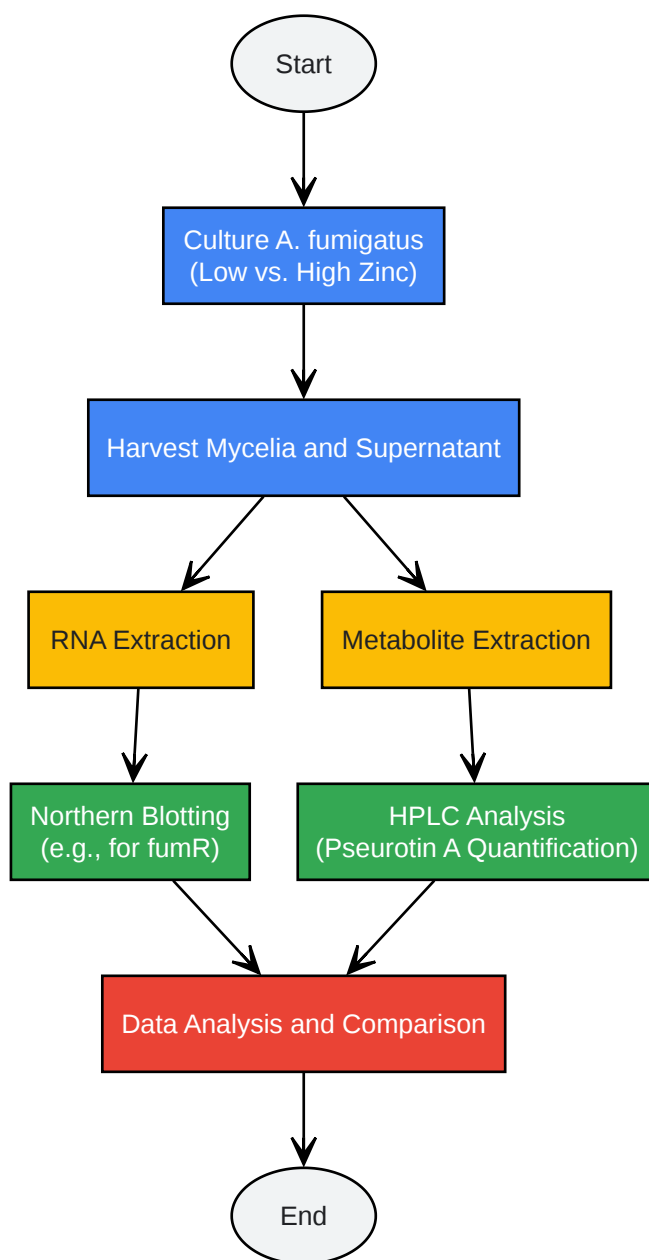 Start
Culture A. fumigatus
(Low vs. High Zinc)
Harvest Mycelia and Supernatant
RNA Extraction
Metabolite Extraction
Northern Blotting
(e.g., for fumR)
HPLC Analysis
(Pseurotin A Quantification)
Data Analysis and Comparison
End